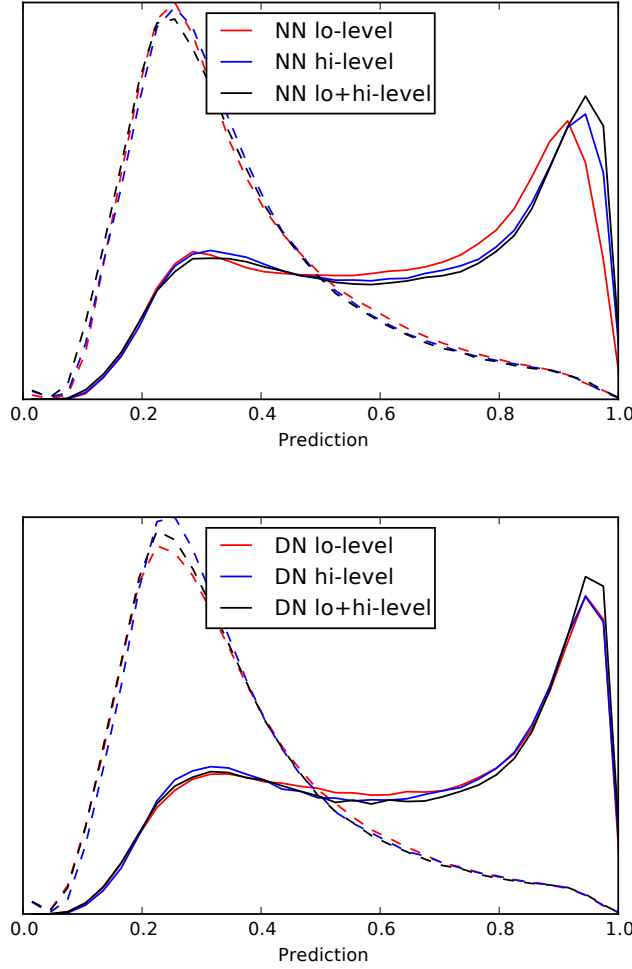 NN lo-level
NN hi-level
NN lo+hi-level
0.0 0.2 0.4 0.6 0.8 1.0
Prediction
DN lo-level
DN hi-level
DN lo+hi-level
0.0 0.2 0.4 0.6 0.8 1.0
Prediction